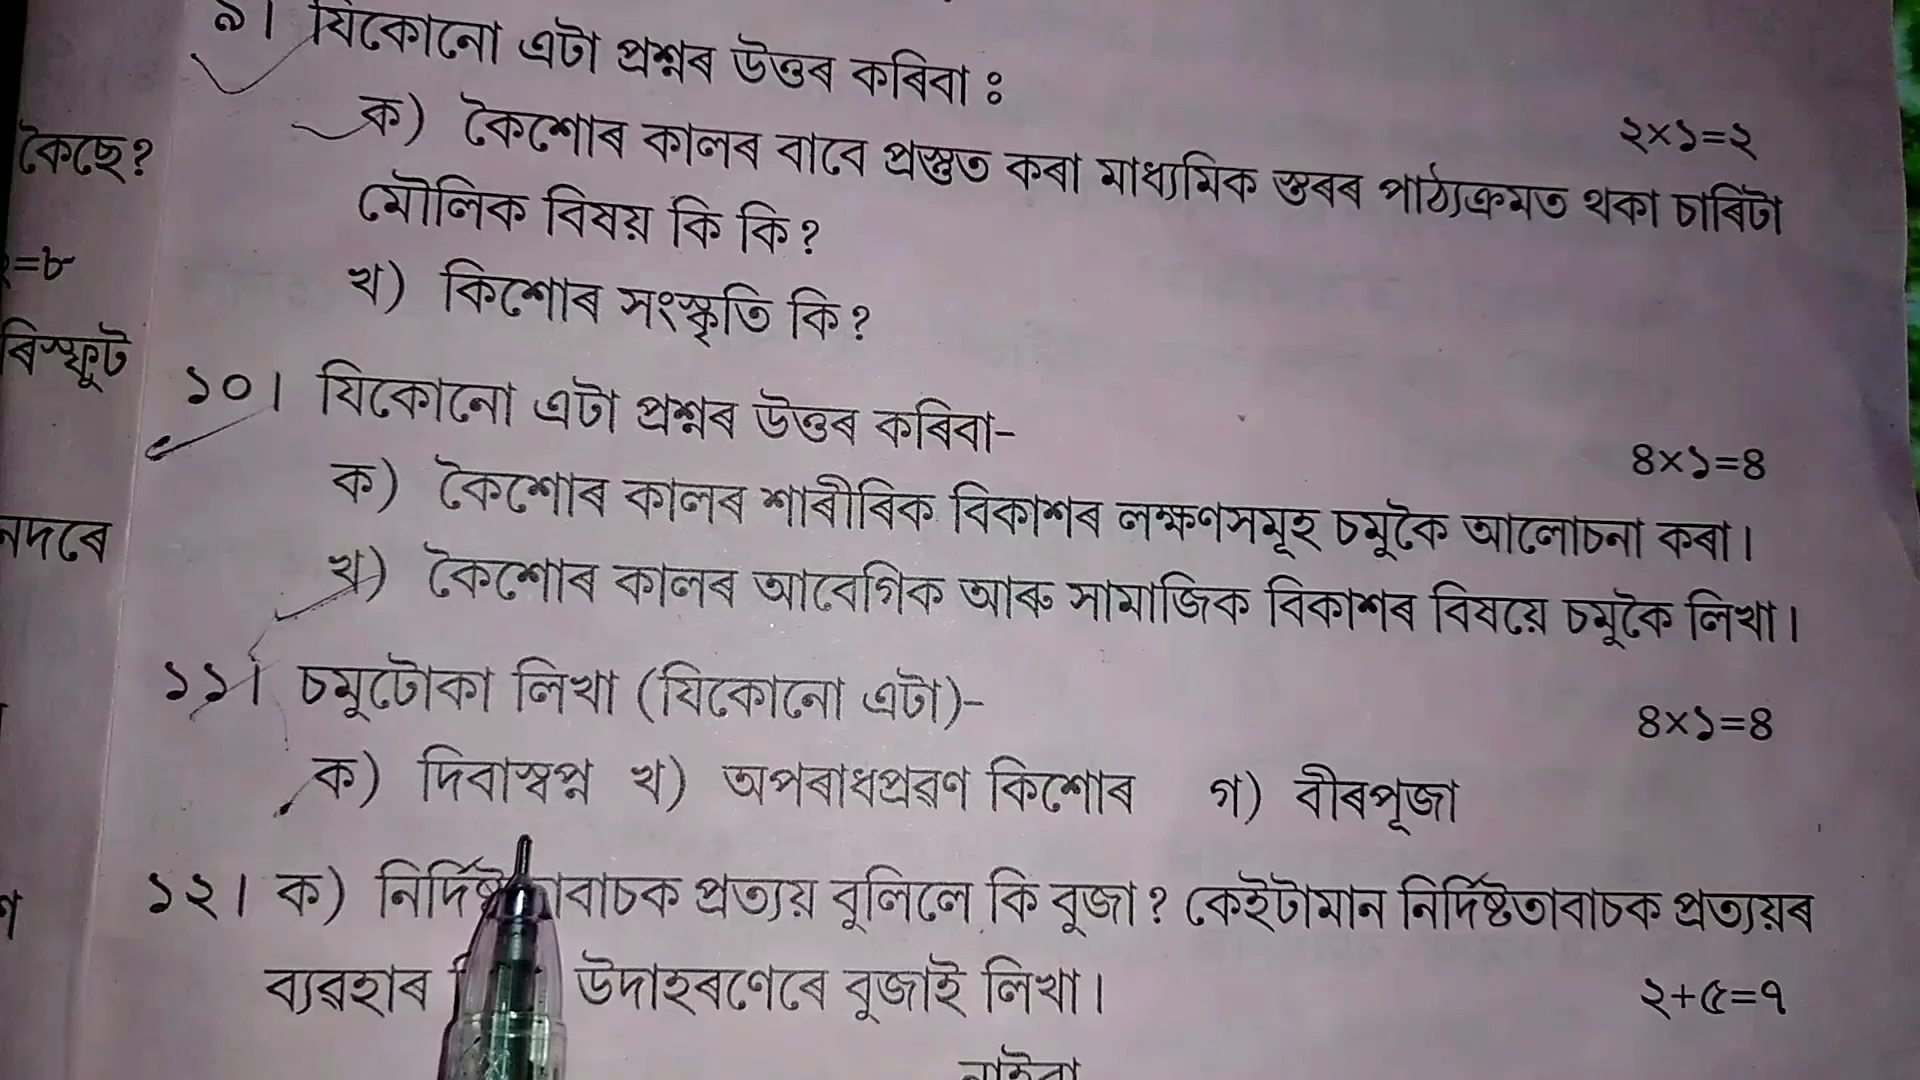 ৯। যিকোনো এটা প্ৰশ্নৰ উত্তৰ কৰিবা ঃ
২×১=২
ক) কৈশোৰ কালৰ বাবে প্ৰস্তুত কৰা মাধ্যমিক স্তৰৰ পাঠ্যক্ৰমত থকা চাৰিটা
কৈছে?
মৌলিক বিষয় কি কি?
=৮
খ) কিশোৰ সংস্কৃতি কি?
ৰিস্ফূট
১০। যিকোনো এটা প্ৰশ্নৰ উত্তৰ কৰিবা-
৪×১=৪
ক) কৈশোৰ কালৰ শাৰীৰিক বিকাশৰ লক্ষণসমূহ চমুকৈ আলোচনা কৰা।
নদৰে
খ) কৈশোৰ কালৰ আবেগিক আৰু সামাজিক বিকাশৰ বিষয়ে চমুকৈ লিখা।
১১। চমুটোকা লিখা (যিকোনো এটা)-
৪×১=৪
ক) দিবাস্বপ্ন খ) অপৰাধপ্ৰৱণ কিশোৰ গ) বীৰপূজা
১২। ক) নিৰ্দিষ্টতাবাচক প্ৰত্যয় বুলিলে কি বুজা? কেইটামান নিৰ্দিষ্টতাবাচক প্ৰত্যয়ৰ
ব্যৱহাৰ উদাহৰণেৰে বুজাই লিখা।
২+৫=৭